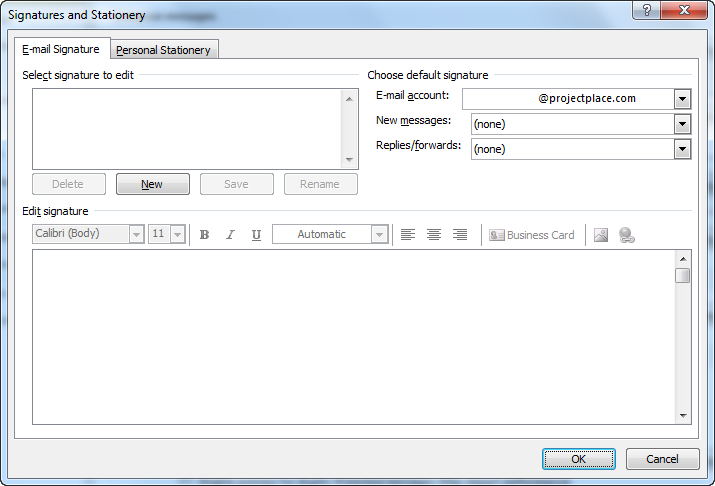 Signatures and Stationery
E-mail Signature
Personal Stationery
Select signature to edit
Choose default signature
E-mail account:
@projectplace.com
New messages:
(none)
Replies/forwards:
(none)
Delete
New
Save
Rename
Edit signature
Calibri (Body)
11
B
I
U
Automatic
Business Card
OK
Cancel